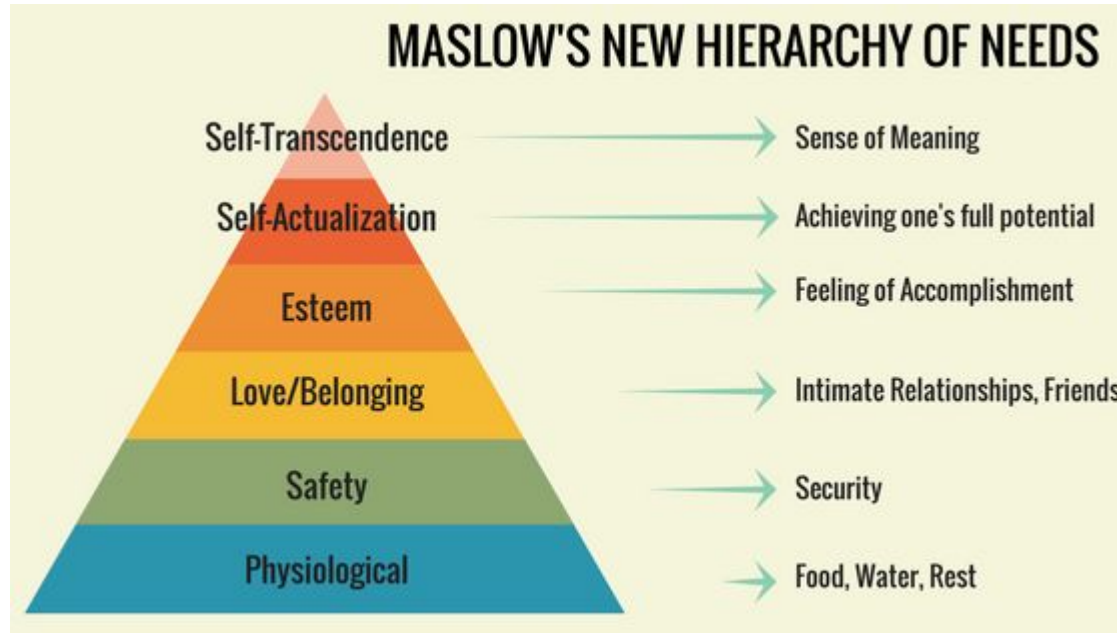 MASLOW'S NEW HIERARCHY OF NEEDS
Self-Transcendence
Sense of Meaning
Self-Actualization
Achieving one's full potential
Esteem
Feeling of Accomplishment
Love/Belonging
Intimate Relationships, Friends
Safety
Security
Physiological
Food, Water, Rest